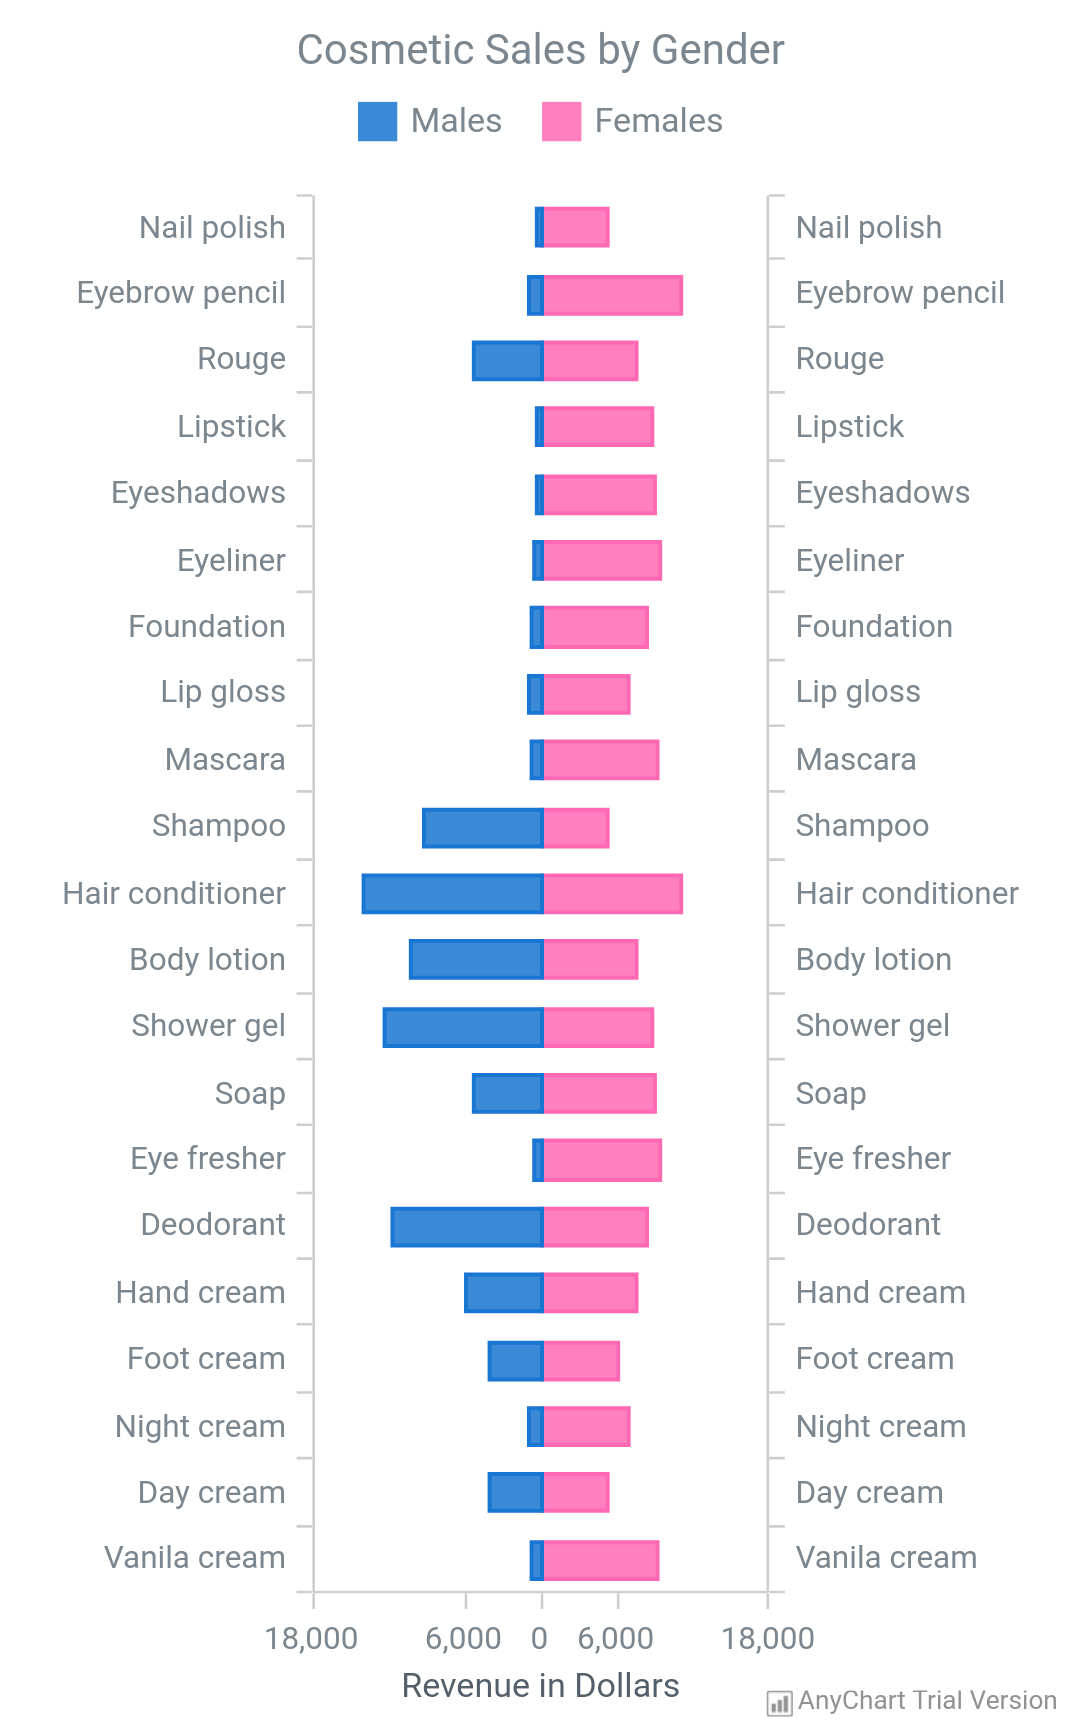 Cosmetic Sales by Gender
Males Females
Nail polish Nail polish
Eyebrow pencil Eyebrow pencil
Rouge Rouge
Lipstick Lipstick
Eyeshadows Eyeshadows
Eyeliner Eyeliner
Foundation Foundation
Lip gloss Lip gloss
Mascara Mascara
Shampoo Shampoo
Hair conditioner Hair conditioner
Body lotion Body lotion
Shower gel Shower gel
Soap Soap
Eye fresher Eye fresher
Deodorant Deodorant
Hand cream Hand cream
Foot cream Foot cream
Night cream Night cream
Day cream Day cream
Vanila cream Vanila cream
18,000 6,000 0 6,000 18,000
Revenue in Dollars
AnyChart Trial Version